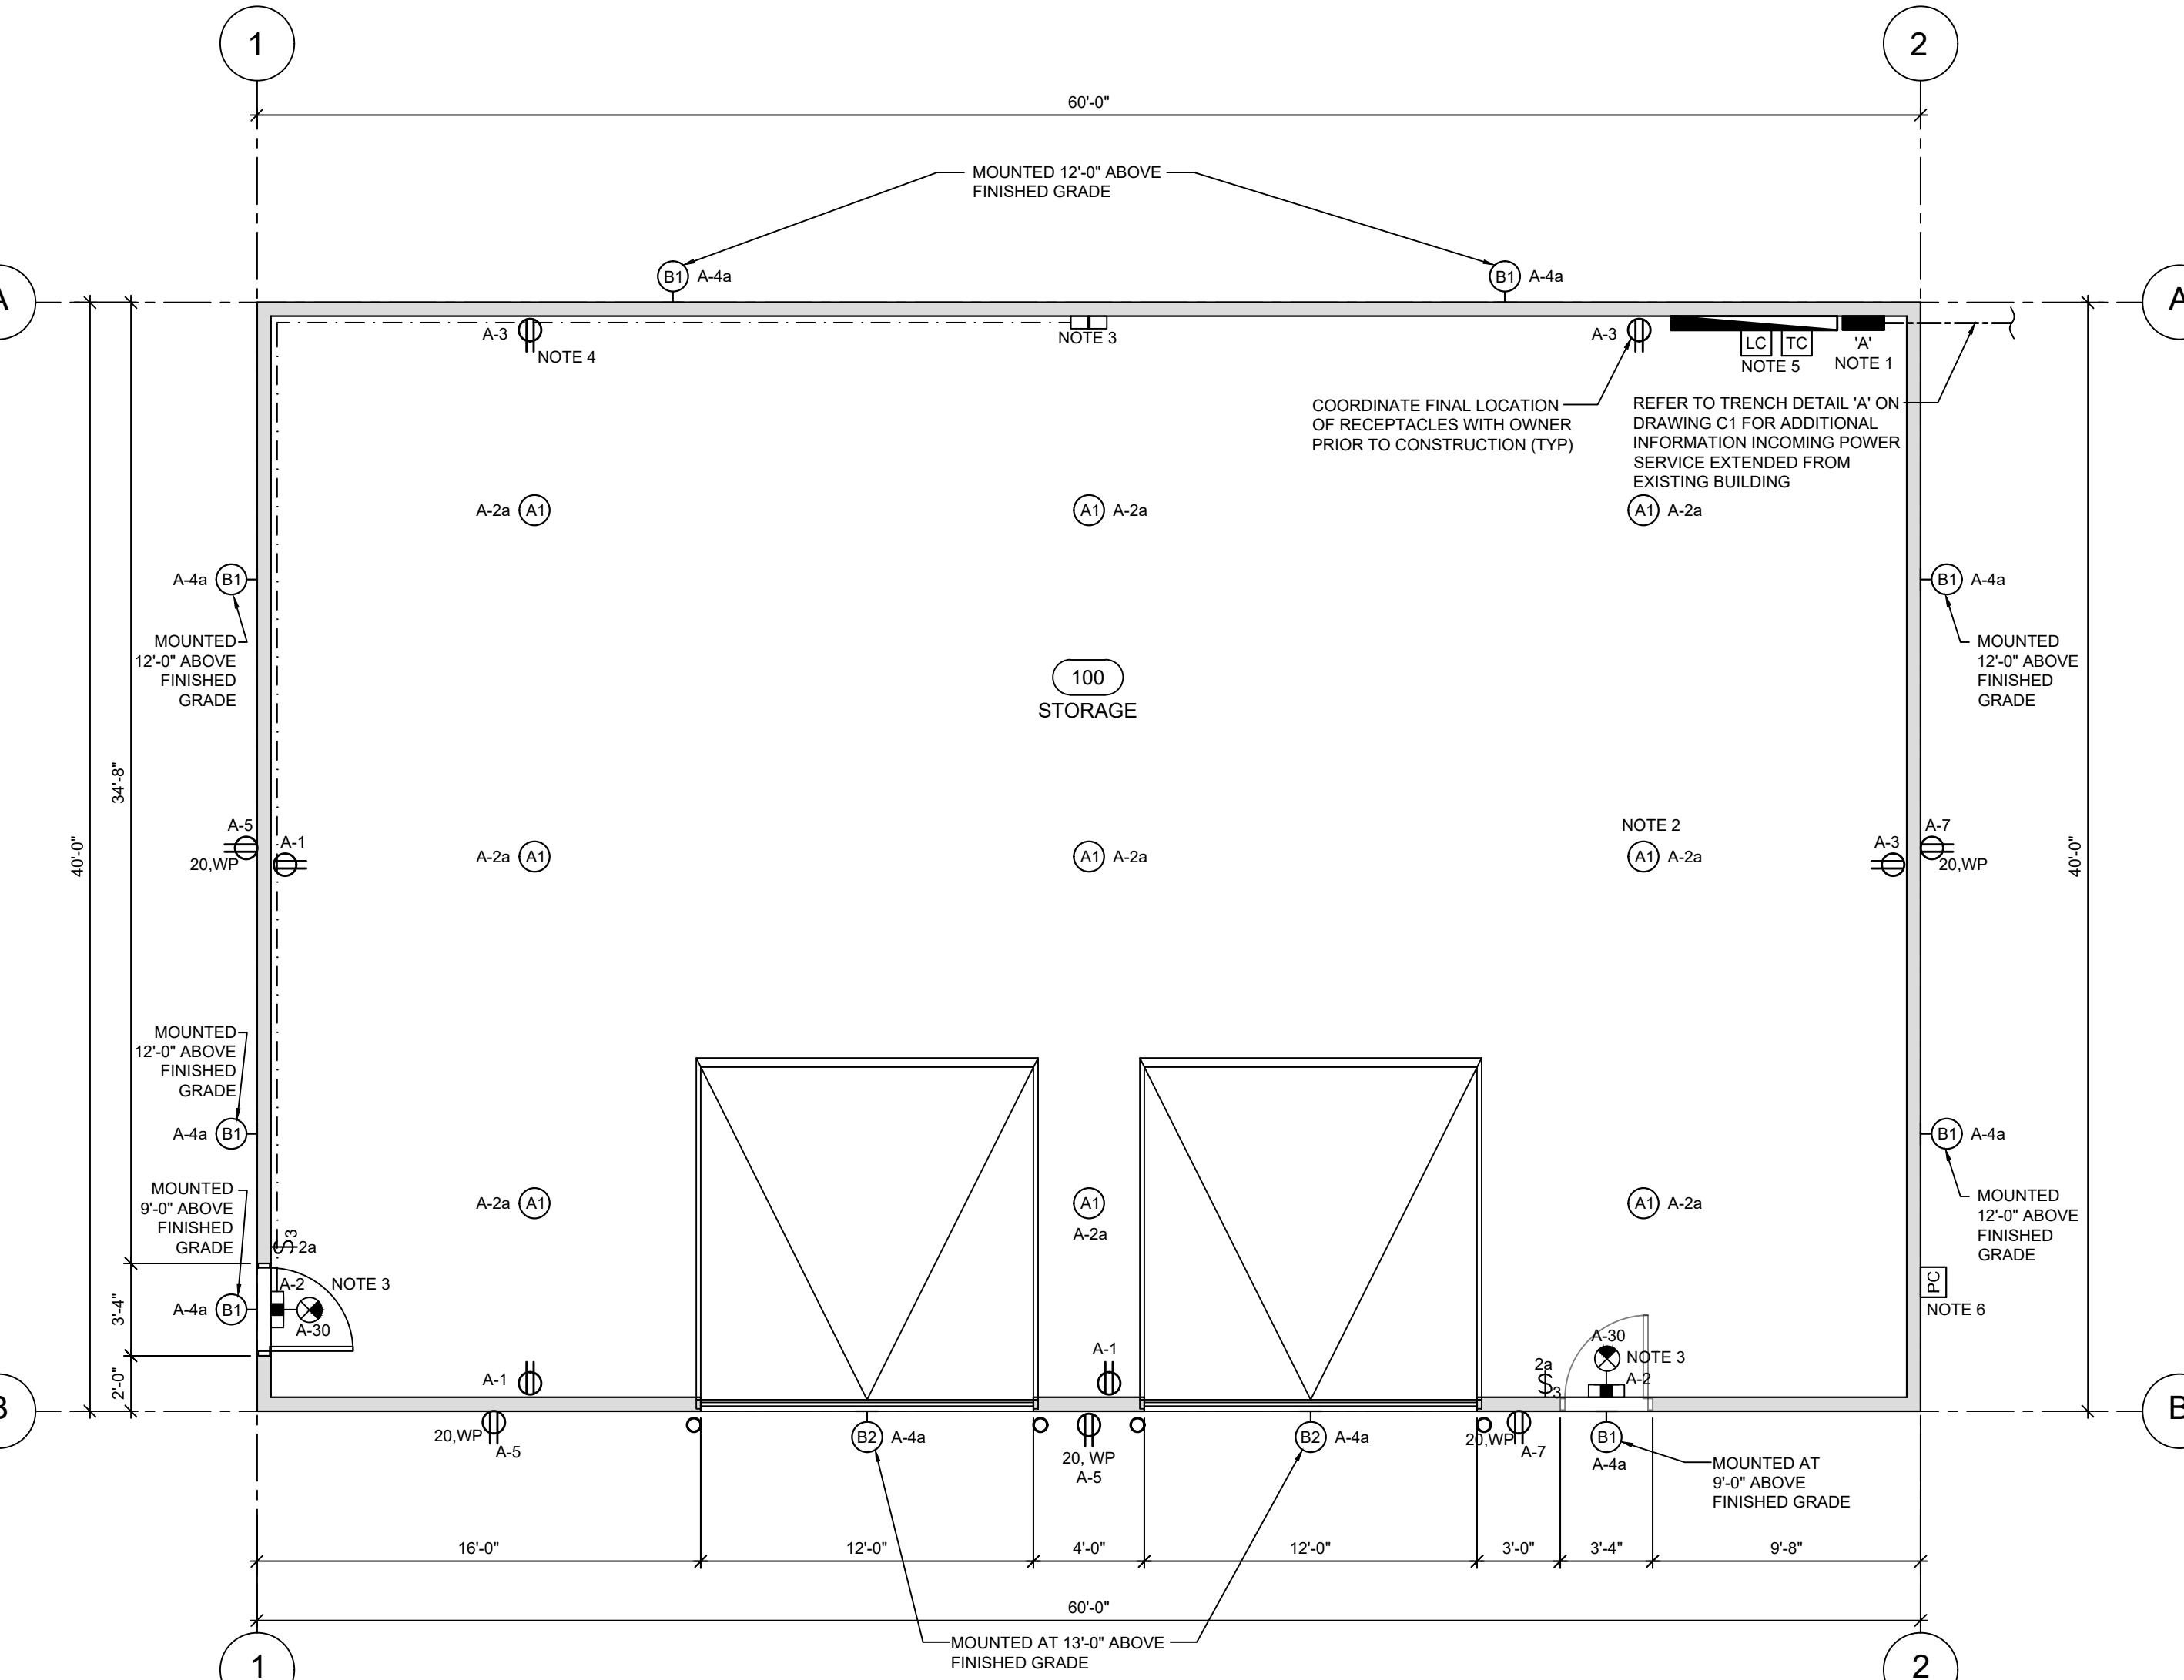 1
2
60'-0"
MOUNTED 12'-0" ABOVE
FINISHED GRADE
B1 A-4a
B1 A-4a
A
A
A-3
NOTE 4
NOTE 3
A-3
LC TC
NOTE 5
'A'
NOTE 1
COORDINATE FINAL LOCATION
OF RECEPTACLES WITH OWNER
PRIOR TO CONSTRUCTION (TYP)
REFER TO TRENCH DETAIL 'A' ON
DRAWING C1 FOR ADDITIONAL
INFORMATION INCOMING POWER
SERVICE EXTENDED FROM
EXISTING BUILDING
A-2a A1
A1 A-2a
A1 A-2a
A-4a B1
MOUNTED
12'-0" ABOVE
FINISHED
GRADE
B1 A-4a
MOUNTED
12'-0" ABOVE
FINISHED
GRADE
100
STORAGE
34'-8"
40'-0"
40'-0"
A-5
20,WP
A-1
A-2a A1
A1 A-2a
NOTE 2
A1 A-2a
A-3
A-7
20,WP
MOUNTED
12'-0" ABOVE
FINISHED
GRADE
A-4a B1
B1 A-4a
MOUNTED
12'-0" ABOVE
FINISHED
GRADE
MOUNTED
9'-0" ABOVE
FINISHED
GRADE
A-2a A1
A1
A-2a
A1 A-2a
$3
2a
A-2
NOTE 3
A-4a B1
A-30
3'-4"
2'-0"
PC
NOTE 6
A-1
A-1
2a
$3
A-30
NOTE 3
A-2
B
B
20,WP
A-5
B2 A-4a
20, WP
A-5
B2 A-4a
20,WP
A-7
B1
A-4a
MOUNTED AT
9'-0" ABOVE
FINISHED GRADE
16'-0"
12'-0"
4'-0"
12'-0"
3'-0"
3'-4"
9'-8"
60'-0"
MOUNTED AT 13'-0" ABOVE
FINISHED GRADE
1
2